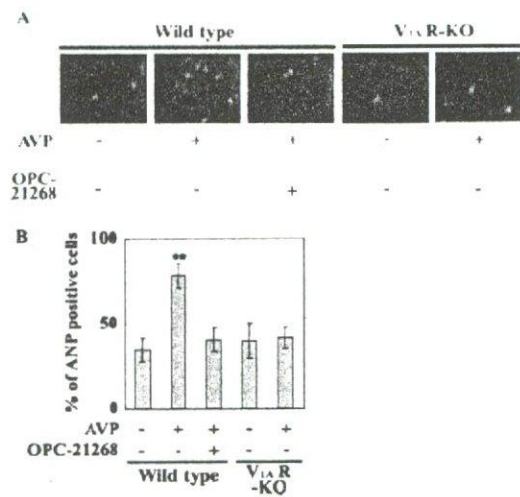 A
Wild type V1A R-KO
AVP - + + - +
OPC-
21268 - - + - -
B
100
50
0
% of ANP positive cells
**
AVP - + + - +
OPC-21268 - - + - -
Wild type V1A R
-KO